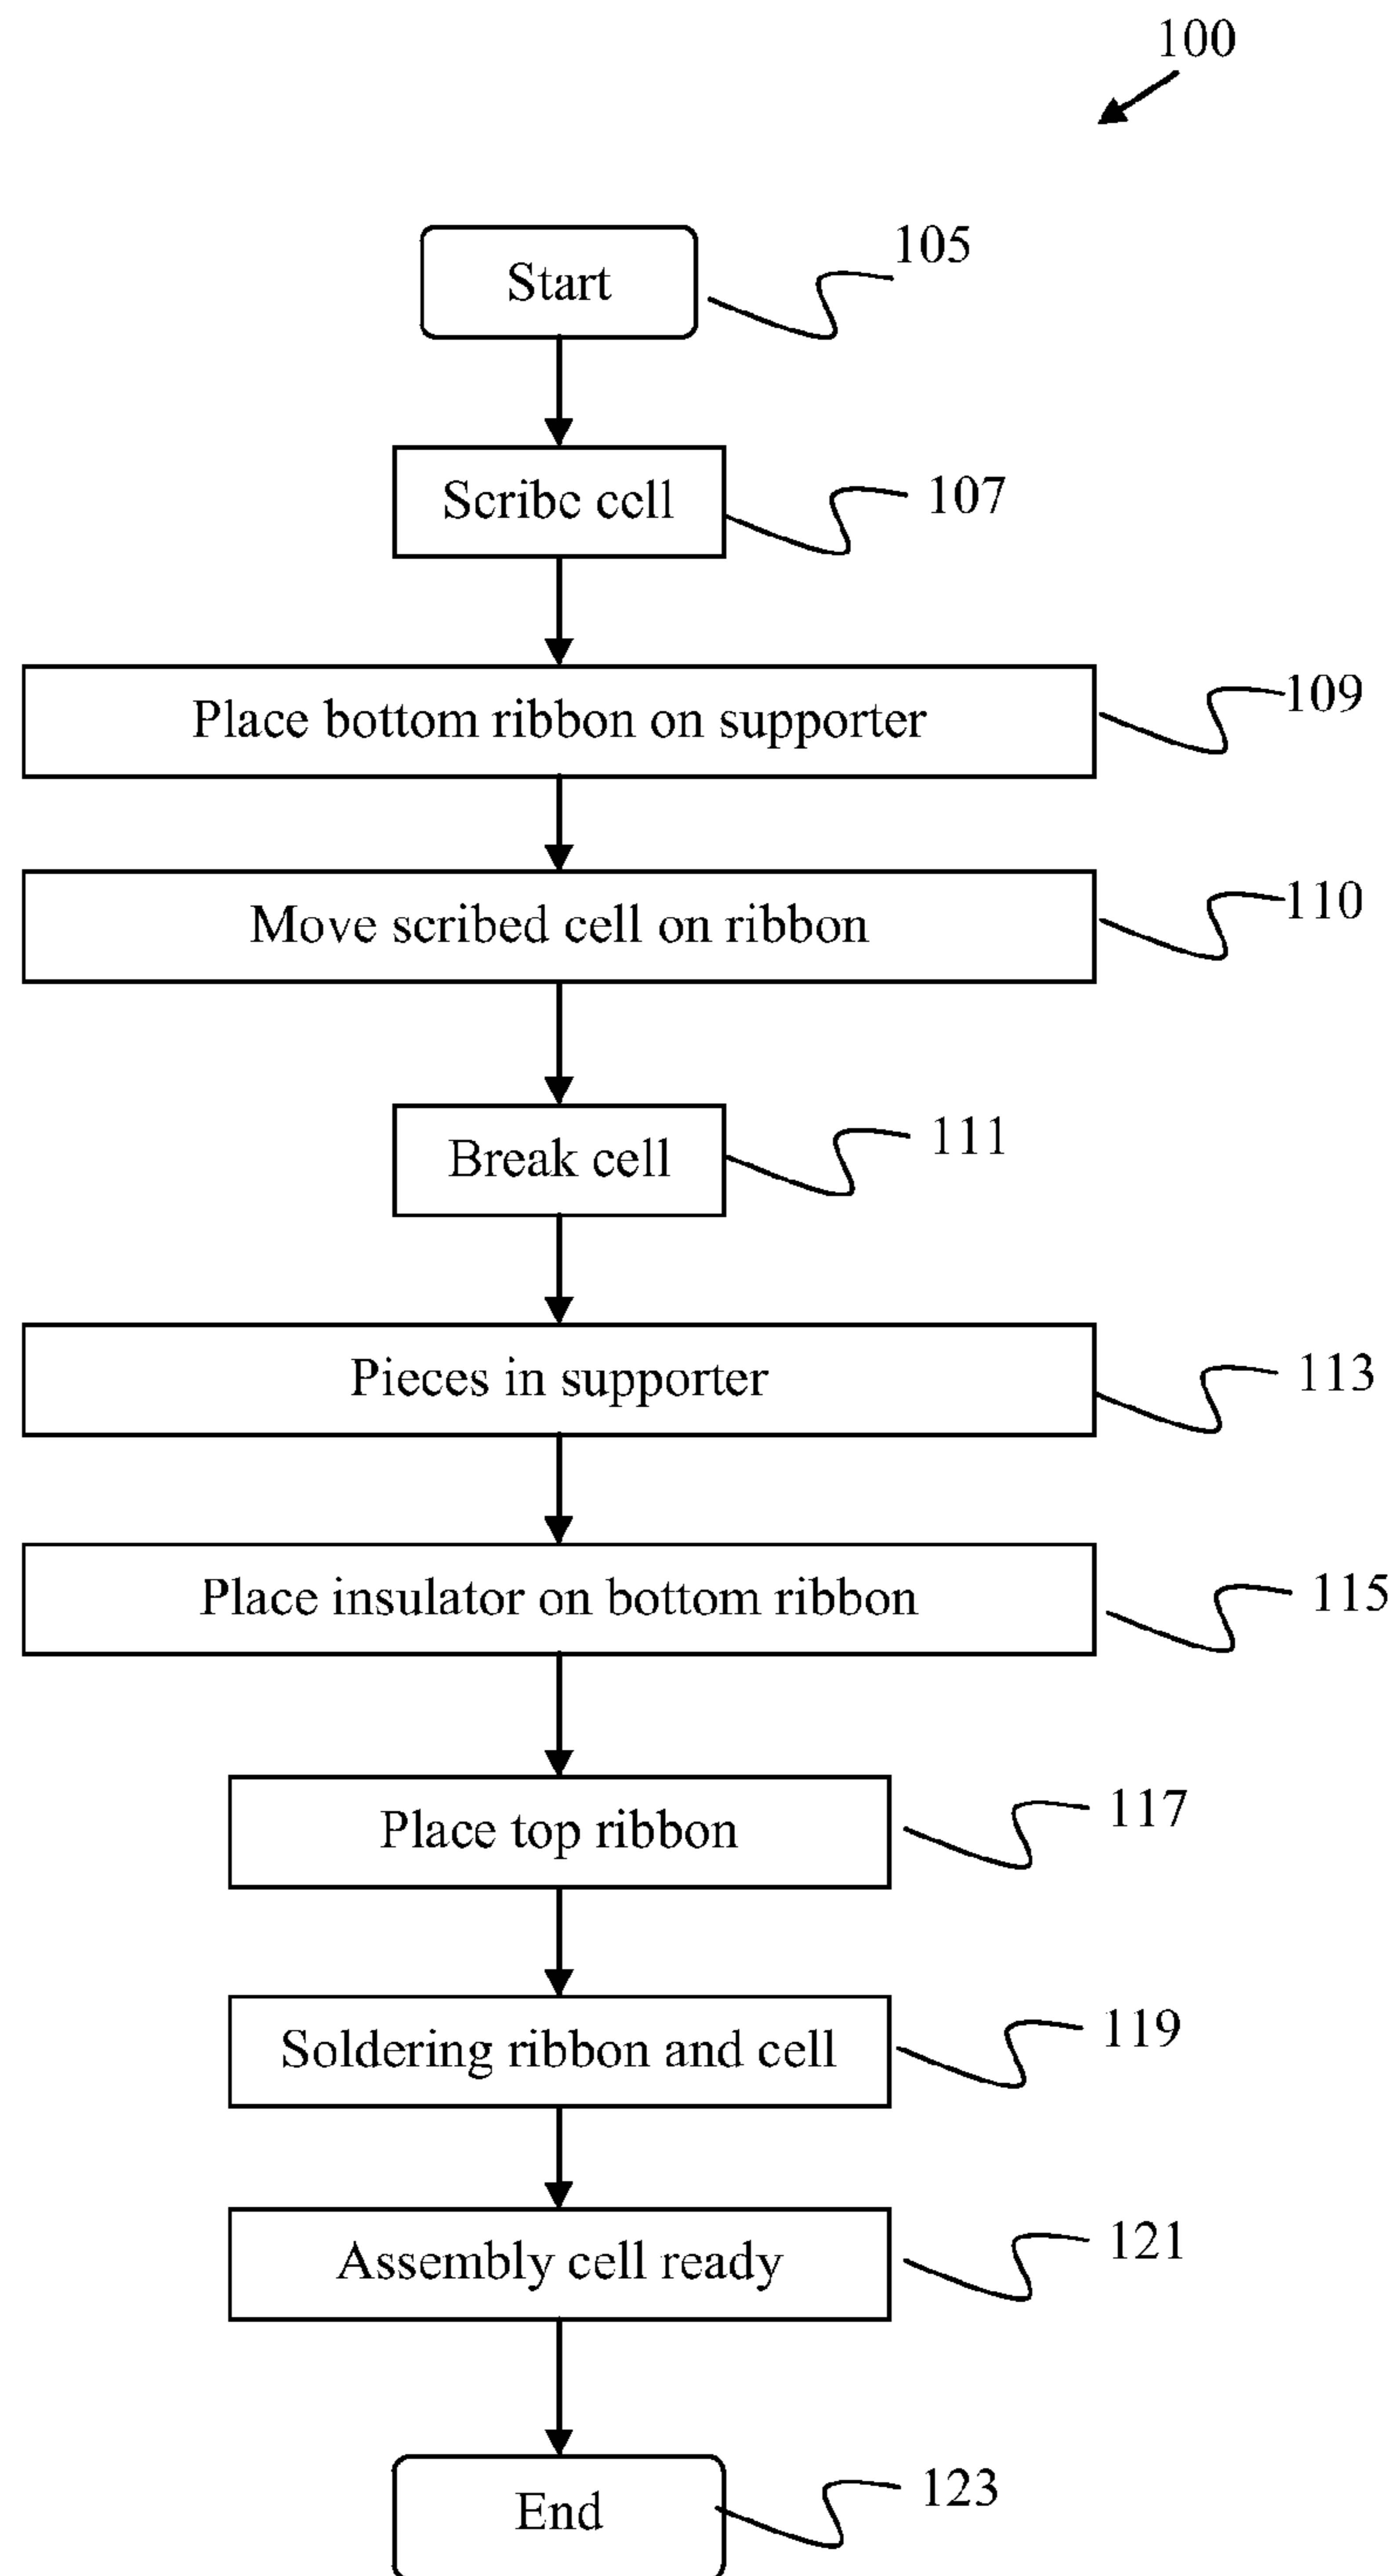 100
Start
105
Scribe cell
107
Place bottom ribbon on supporter
109
Move scribed cell on ribbon
110
Break cell
111
Pieces in supporter
113
Place insulator on bottom ribbon
115
Place top ribbon
117
Soldering ribbon and cell
119
Assembly cell ready
121
End
123